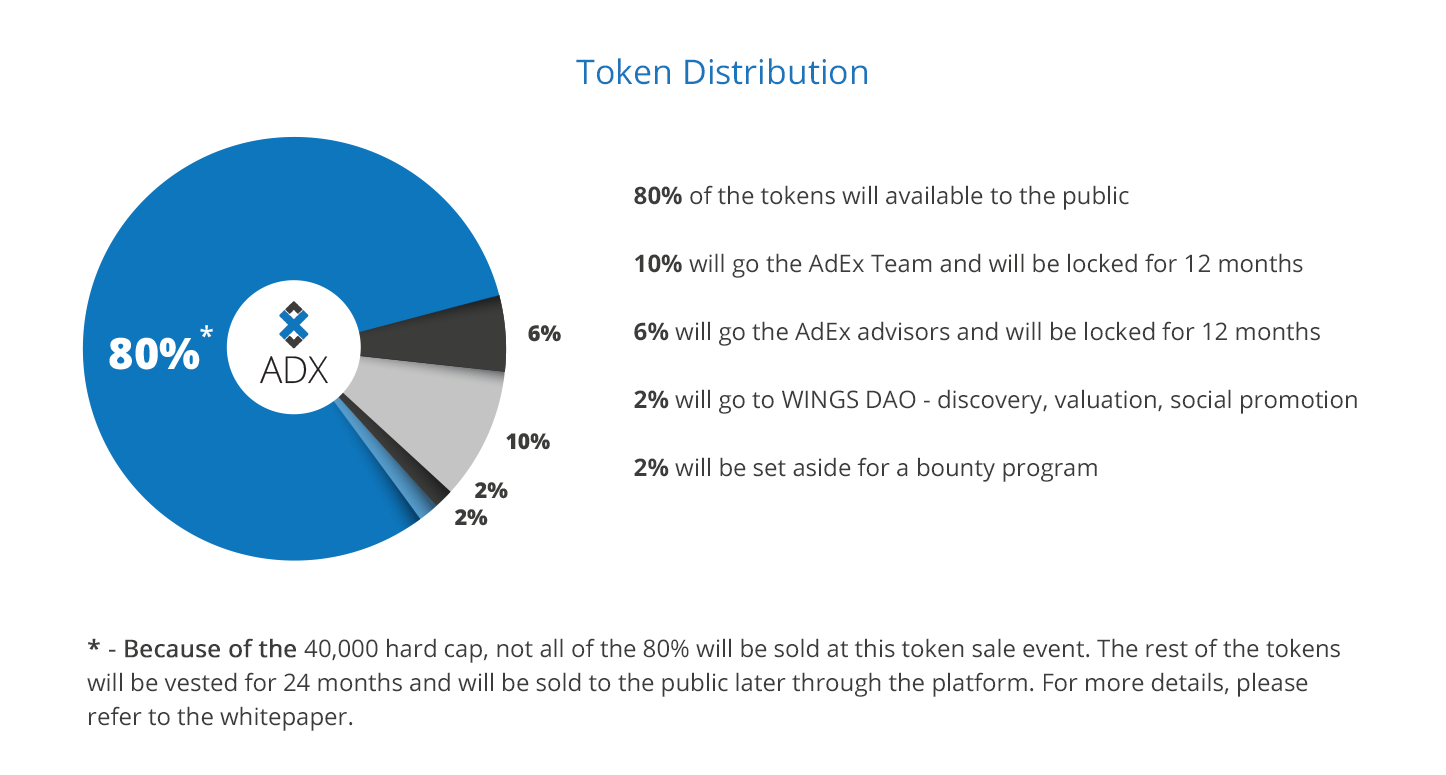 Token Distribution
80%*
ADX
6%
10%
2%
2%
80% of the tokens will available to the public
10% will go the AdEx Team and will be locked for 12 months
6% will go the AdEx advisors and will be locked for 12 months
2% will go to WINGS DAO - discovery, valuation, social promotion
2% will be set aside for a bounty program
* - Because of the 40,000 hard cap, not all of the 80% will be sold at this token sale event. The rest of the tokens
will be vested for 24 months and will be sold to the public later through the platform. For more details, please
refer to the whitepaper.